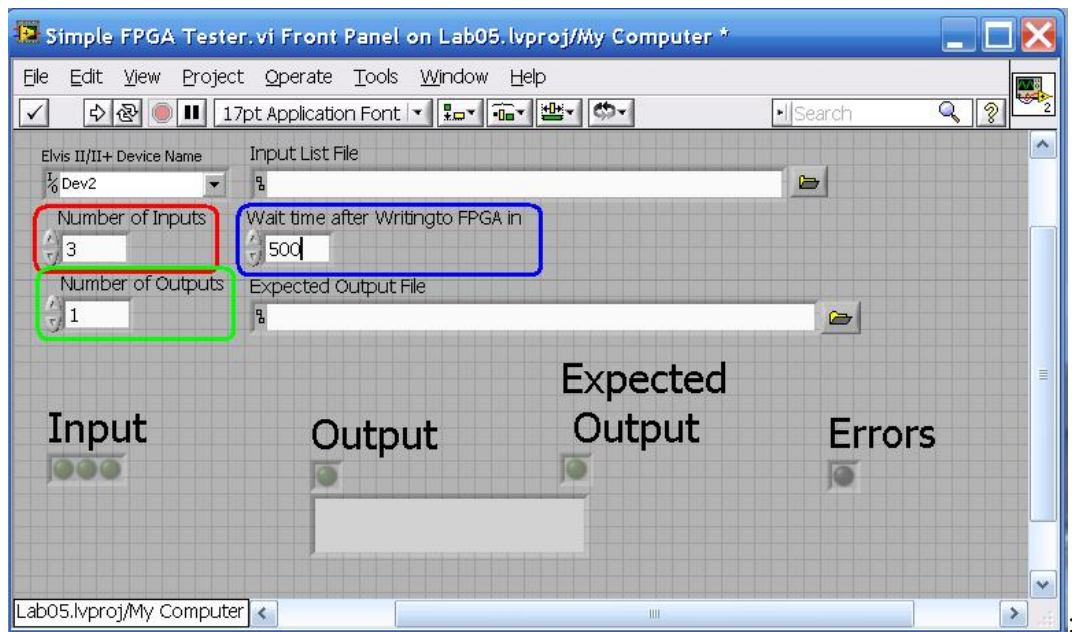 Simple FPGA Tester.vi Front Panel on Lab05.lvproj/My Computer *
File Edit View Project Operate Tools Window Help
17pt Application Font Search 2
Elvis II/II+ Device Name Input List File
Dev2
Number of Inputs Wait time after Writingto FPGA in
3 500
Number of Outputs Expected Output File
1
Expected
Input Output Output Errors
Lab05.lvproj/My Computer